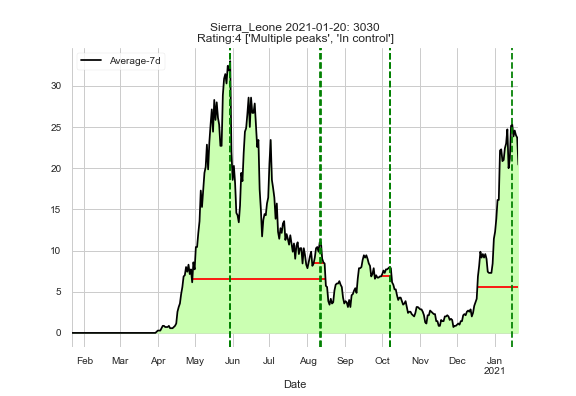 Sierra_Leone 2021-01-20: 3030
Rating:4 ['Multiple peaks', 'In control']
Average-7d
30
25
20
15
10
5
0
Feb Mar Apr May Jun Jul Aug Sep Oct Nov Dec Jan
2021
Date